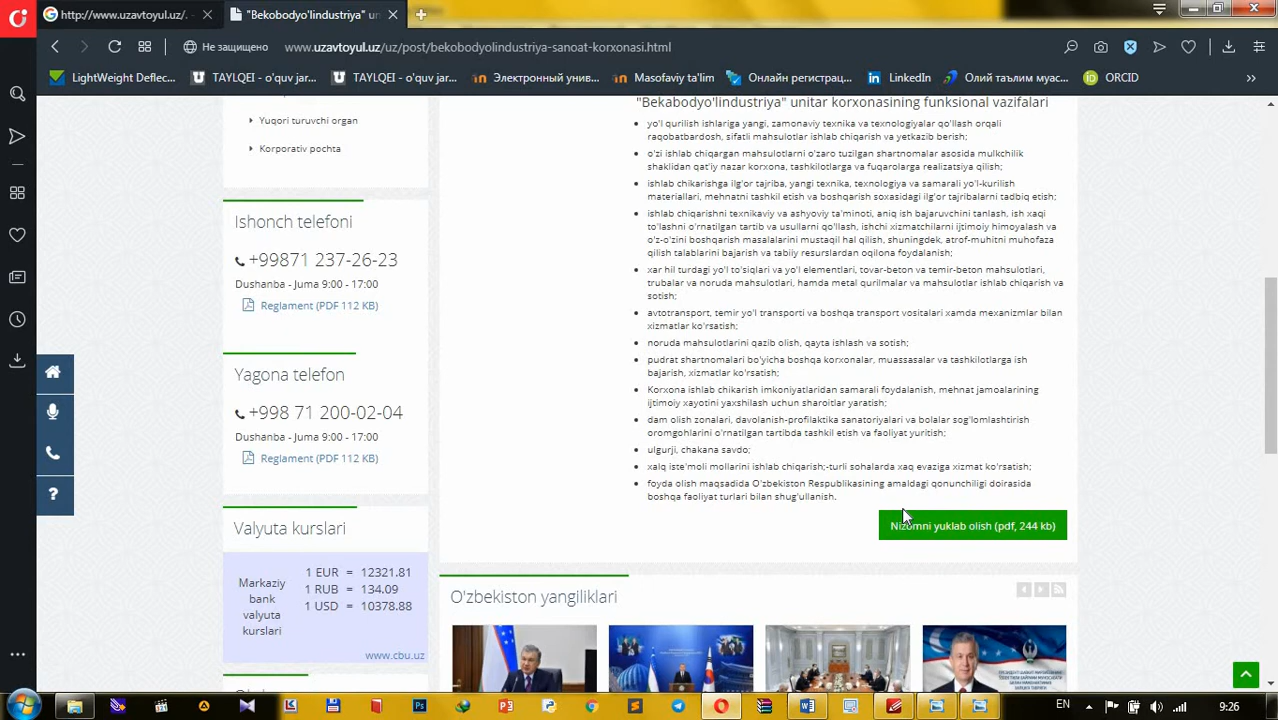 http://www.uzavtoyul.uz/.
"Bekobodyo'lindustriya" un
Не защищено
www.uzavtoyul.uz/uz/post/bekobodyolindustriya-sanoat-korxonasi.html
LightWeight Deflec...
TAYLQEI - o'quv jar...
TAYLQEI - o'quv jar...
Электронный унив...
Masofaviy ta'lim
Онлайн регистрац...
LinkedIn
Олий таълим муас...
ORCID
Yuqori turuvchi organ
Korporativ pochta
Ishonch telefoni
+99871 237-26-23
Dushanba - Juma 9:00 - 17:00
Reglament (PDF 112 KB)
Yagona telefon
+998 71 200-02-04
Dushanba - Juma 9:00 - 17:00
Reglament (PDF 112 KB)
Valyuta kurslari
Markaziy
bank
valyuta
kurslari
1 EUR = 12321.81
1 RUB = 134.09
1 USD = 10378.88
www.cbu.uz
"Bekabodyo'lindustriya" unitar korxonasining funksional vazifalari
yo'l qurilish ishlariga yangi, zamonaviy texnika va texnologiyalar qo'llash orqali
raqobatbardosh, sifatli mahsulotlar ishlab chiqarish va yetkazib berish;
o'zi ishlab chiqargan mahsulotlarni o'zaro tuzilgan shartnomalar asosida mulkchilik
shaklidan qat'iy nazar korxona, tashkilotlarga va fuqarolarga realizatsiya qilish;
ishlab chikarishga ilg'or tajriba, yangi texnika, texnologiya va samarali yo'l-kurilish
materiallari, mehnatni tashkil etish va boshqarish soxasidagi ilg'or tajribalarni tadbiq etish;
ishlab chiqarishni texnikaviy va ashyoviy ta'minoti, aniq ish bajaruvchini tanlash, ish xaqi
to'lashni o'rnatilgan tartib va usullarni qo'llash, ishchi xizmatchilarni ijtimoiy himoyalash va
o'z-o'zini boshqarish masalalarini mustaqil hal qilish, shuningdek, atrof-muhitni muhofaza
qilish talablarini bajarish va tabiiy resurslardan oqilona foydalanish;
xar hil turdagi yo'l to'siqlari va yo'l elementlari, tovar-beton va temir-beton mahsulotlari,
trubalar va noruda mahsulotlari, hamda metal qurilmalar va mahsulotlar ishlab chiqarish va
sotish;
avtotransport, temir yo'l transporti va boshqa transport vositalari xamda mexanizmlar bilan
xizmatlar ko'rsatish;
noruda mahsulotlarini qazib olish, qayta ishlash va sotish;
pudrat shartnomalari bo'yicha boshqa korxonalar, muassasalar va tashkilotlarga ish
bajarish, xizmatlar ko'rsatish;
Korxona ishlab chikarish imkoniyatlaridan samarali foydalanish, mehnat jamoalarining
ijtimoiy xayotini yaxshilash uchun sharoitlar yaratish;
dam olish zonalari, davolanish-profilaktika sanatoriyalari va bolalar sog'lomlashtirish
oromgohlarini o'rnatilgan tartibda tashkil etish va faoliyat yuritish;
ulgurji, chakana savdo;
xalq iste'moli mollarini ishlab chiqarish;-turli sohalarda xaq evaziga xizmat ko'rsatish;
foyda olish maqsadida O'zbekiston Respublikasining amaldagi qonunchiligi doirasida
boshqa faoliyat turlari bilan shug'ullanish.
Nizomni yuklab olish (pdf, 244 kb)
O'zbekiston yangiliklari
EN
9:26